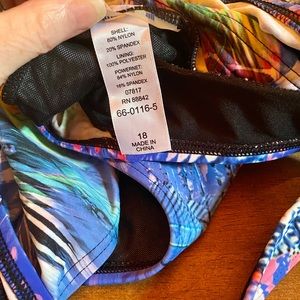 SHELL:
80% NYLON
20% SPANDEX
LINING:
100% POLYESTER
POWERNET:
84% NYLON
16% SPANDEX
07817
RN 88842
66-0116-5
18
MADE IN
CHINA